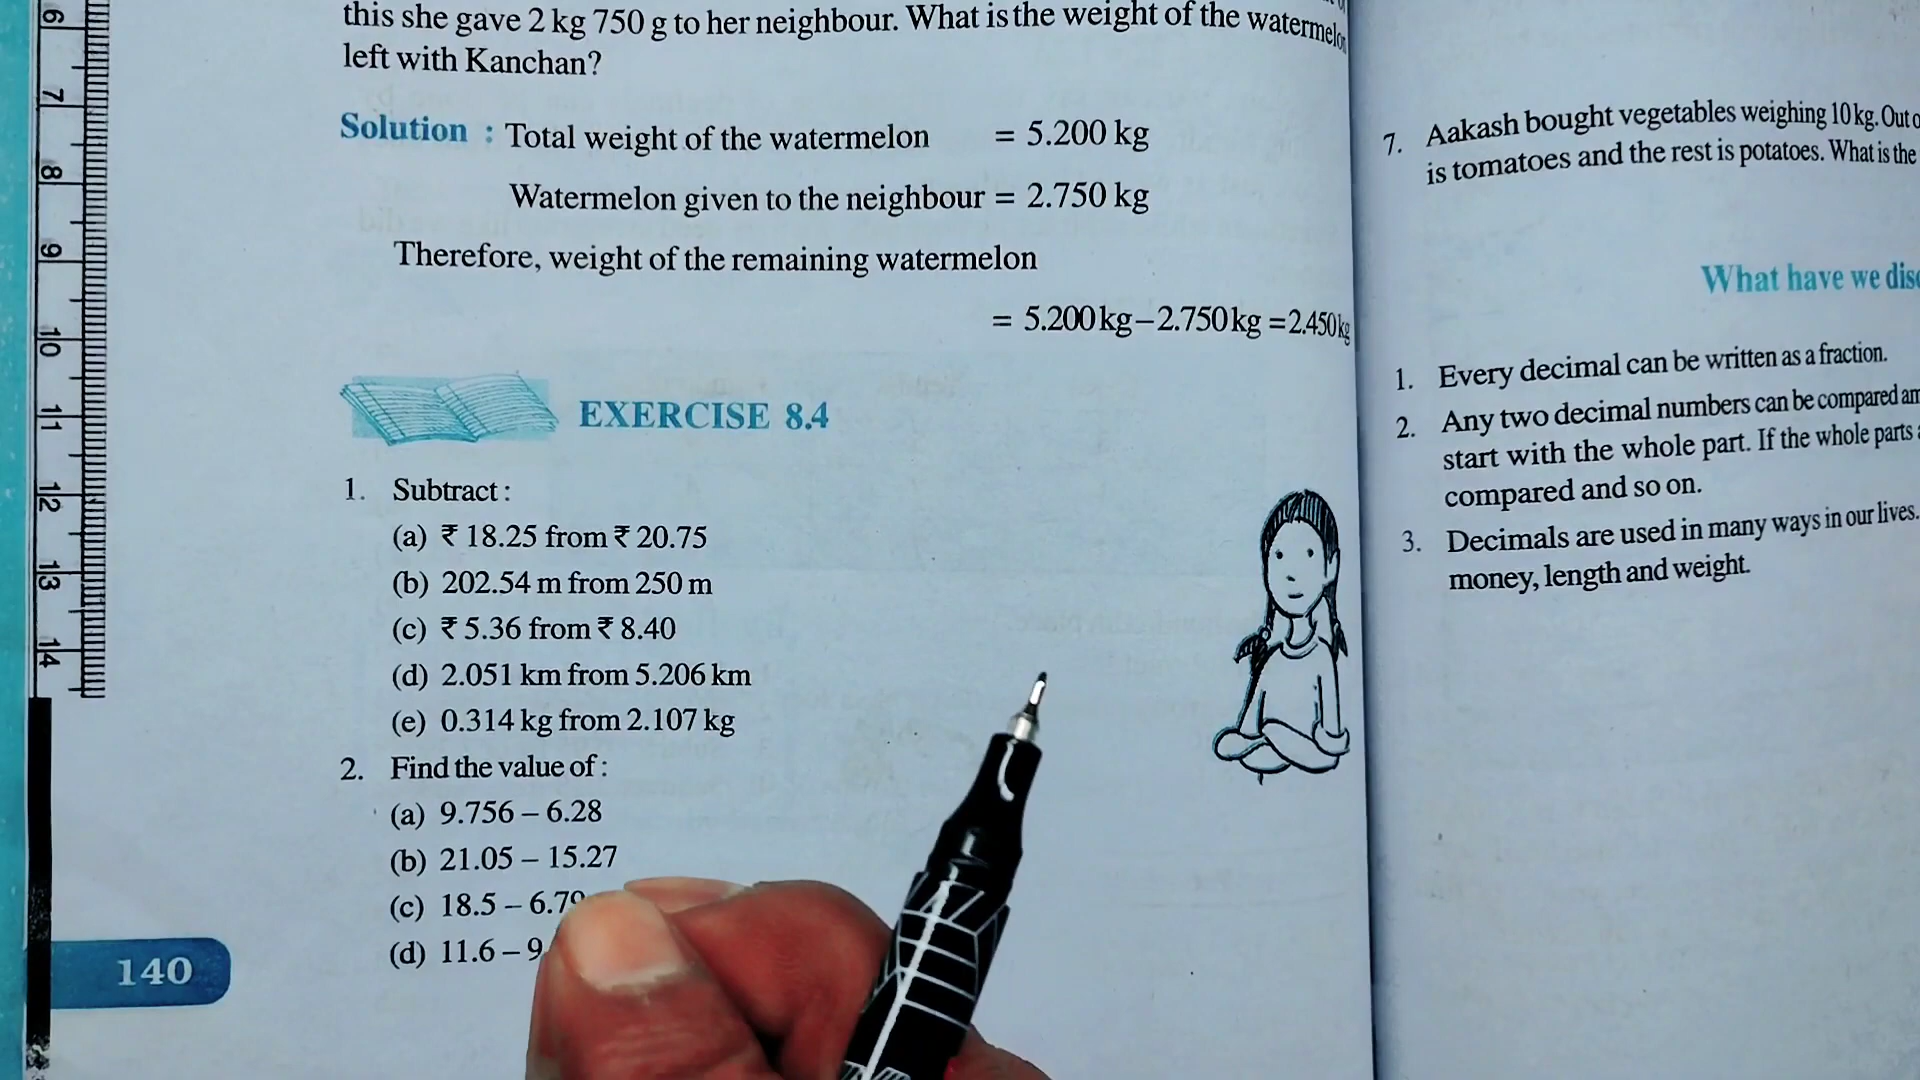 this she gave 2 kg 750 g to her neighbour. What is the weight of the
left with Kanchan?
Solution : Total weight of the watermelon = 5.200 kg
Watermelon given to the neighbour = 2.750 kg
Therefore, weight of the remaining watermelon
= 5.200 kg – 2.750 kg = 2.450 kg
EXERCISE 8.4
1. Subtract :
(a) ₹ 18.25 from ₹ 20.75
(b) 202.54 m from 250 m
(c) ₹ 5.36 from ₹ 8.40
(d) 2.051 km from 5.206 km
(e) 0.314 kg from 2.107 kg
2. Find the value of :
(a) 9.756 – 6.28
(b) 21.05 – 15.27
(c) 18.5 – 6.79
(d) 11.6 – 9
140
6
7
8
9
10
11
12
13
14
7. Aakash bought vegetables weighing 10 kg. Out
is tomatoes and the rest is potatoes. What is the
What have we
1. Every decimal can be written as a fraction.
2. Any two decimal numbers can be compared
start with the whole part. If the whole parts
compared and so on.
3. Decimals are used in many ways in our lives.
money, length and weight.